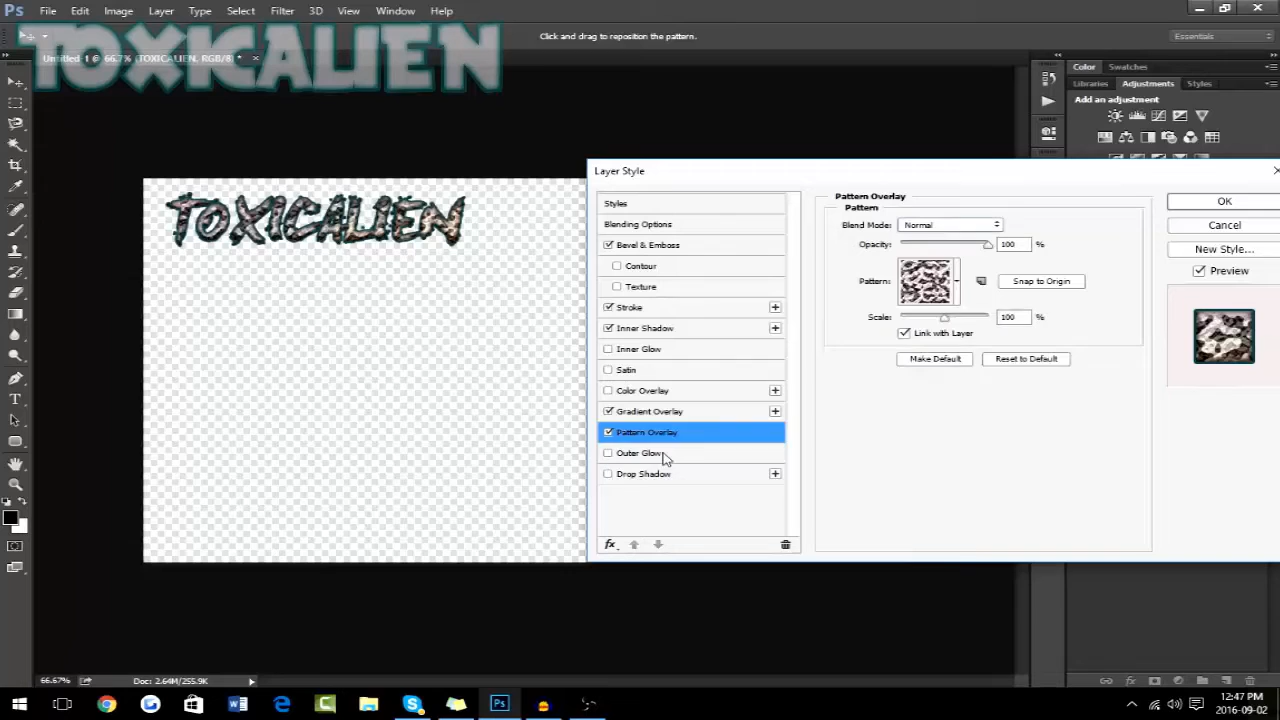 Ps File Edit Image Layer Type Select Filter 3D View Window Help
Click and drag to reposition the pattern.
Essentials
TOXICALIEN
Untitled-1 @ 66.7% (TOXICALIEN, RGB/8) *
Color Swatches
Libraries Adjustments Styles
Add an adjustment
TOXICALIEN
Layer Style
Styles
Blending Options
Bevel & Emboss
Contour
Texture
Stroke
Inner Shadow
Inner Glow
Satin
Color Overlay
Gradient Overlay
Pattern Overlay
Outer Glow
Drop Shadow
fx
Pattern Overlay
Pattern
Blend Mode: Normal
Opacity: 100 %
Pattern: Snap to Origin
Scale: 100 %
Link with Layer
Make Default Reset to Default
OK
Cancel
New Style...
Preview
66.67% Doc: 2.64M/255.9K
12:47 PM
2016-09-02